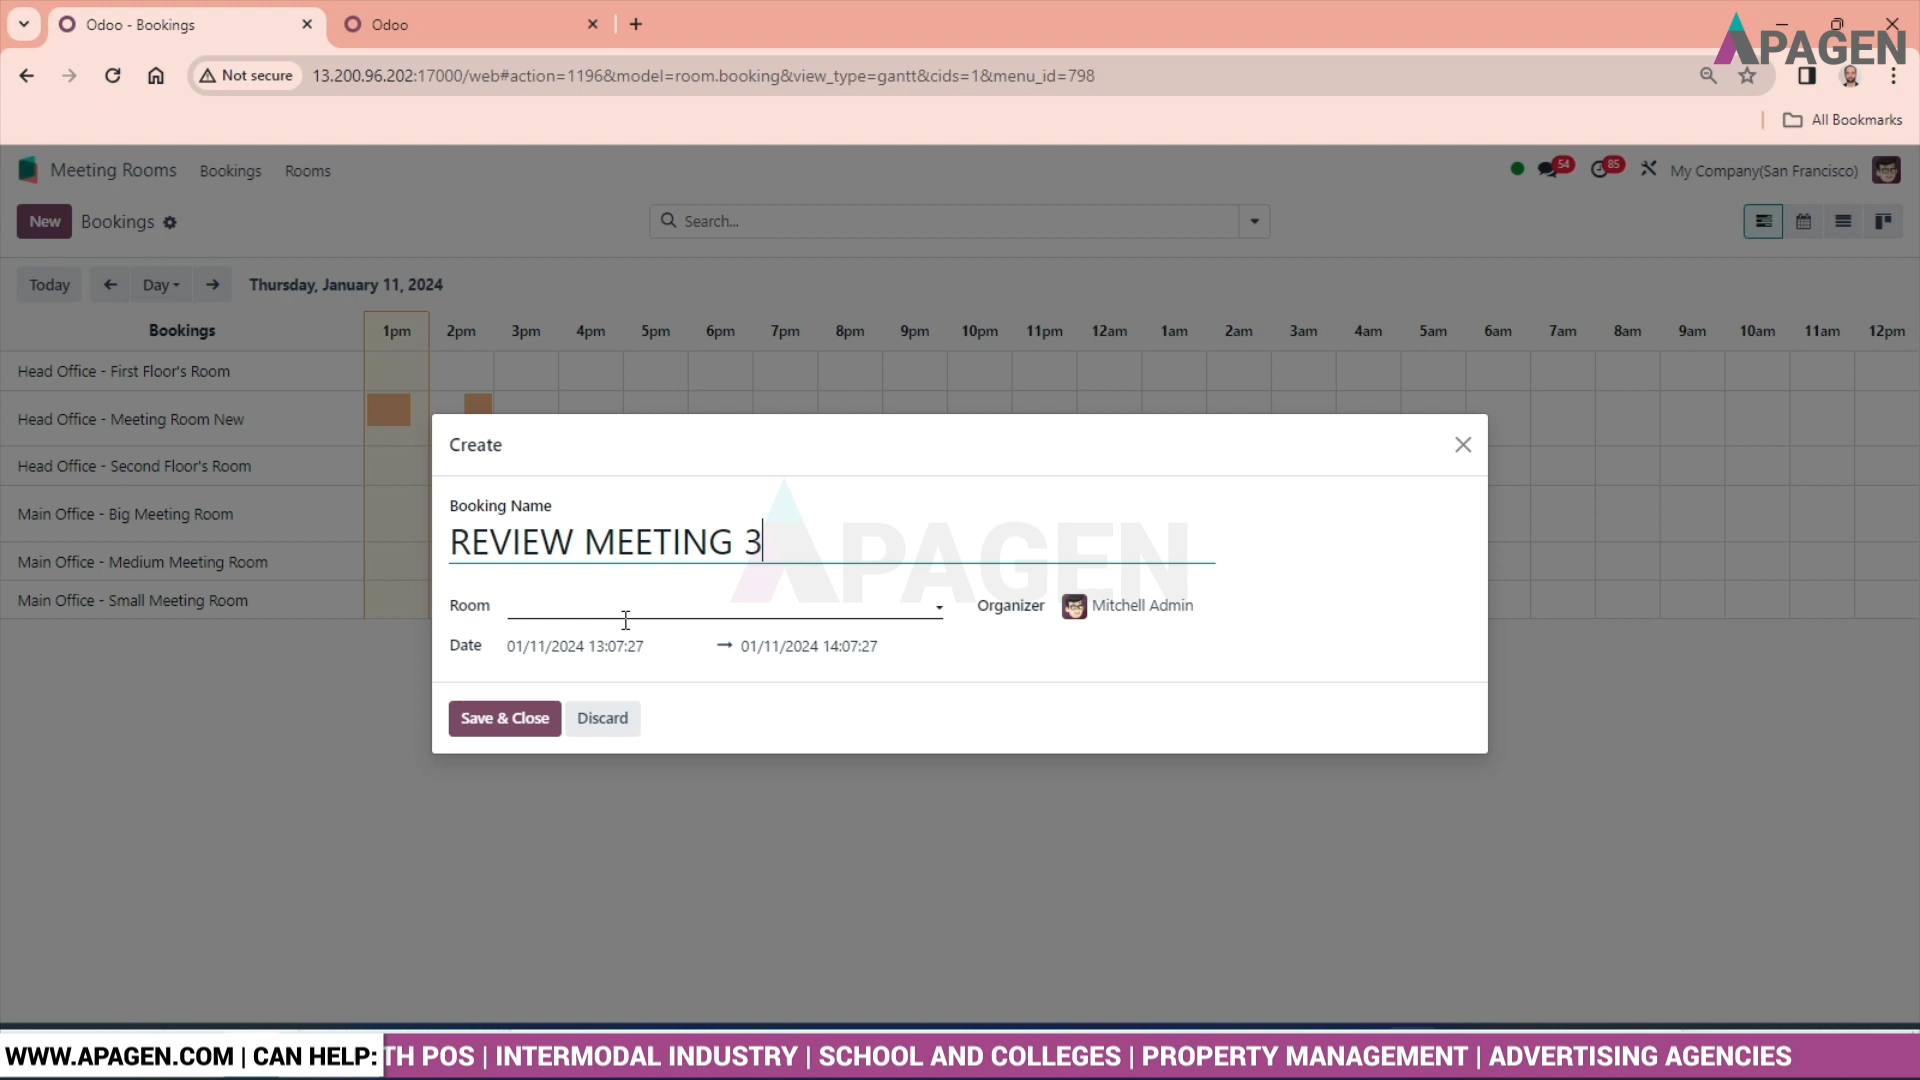 Odoo - Bookings
Odoo
APAGEN
Not secure
13.200.96.202:17000/web#action=1196&model=room.booking&view_type=gantt&cids=1&menu_id=798
All Bookmarks
Meeting Rooms Bookings Rooms
54 85 My Company(San Francisco)
New Bookings Search...
Today Day Thursday, January 11, 2024
Bookings 1pm 2pm 3pm 4pm 5pm 6pm 7pm 8pm 9pm 10pm 11pm 12am 1am 2am 3am 4am 5am 6am 7am 8am 9am 10am 11am 12pm
Head Office - First Floor's Room
Head Office - Meeting Room New
Head Office - Second Floor's Room
Main Office - Big Meeting Room
Main Office - Medium Meeting Room
Main Office - Small Meeting Room
Create
Booking Name
REVIEW MEETING 3
APAGEN
Room Organizer Mitchell Admin
Date 01/11/2024 13:07:27 → 01/11/2024 14:07:27
Save & Close Discard
WWW.APAGEN.COM | CAN HELP: TH POS | INTERMODAL INDUSTRY | SCHOOL AND COLLEGES | PROPERTY MANAGEMENT | ADVERTISING AGENCIES